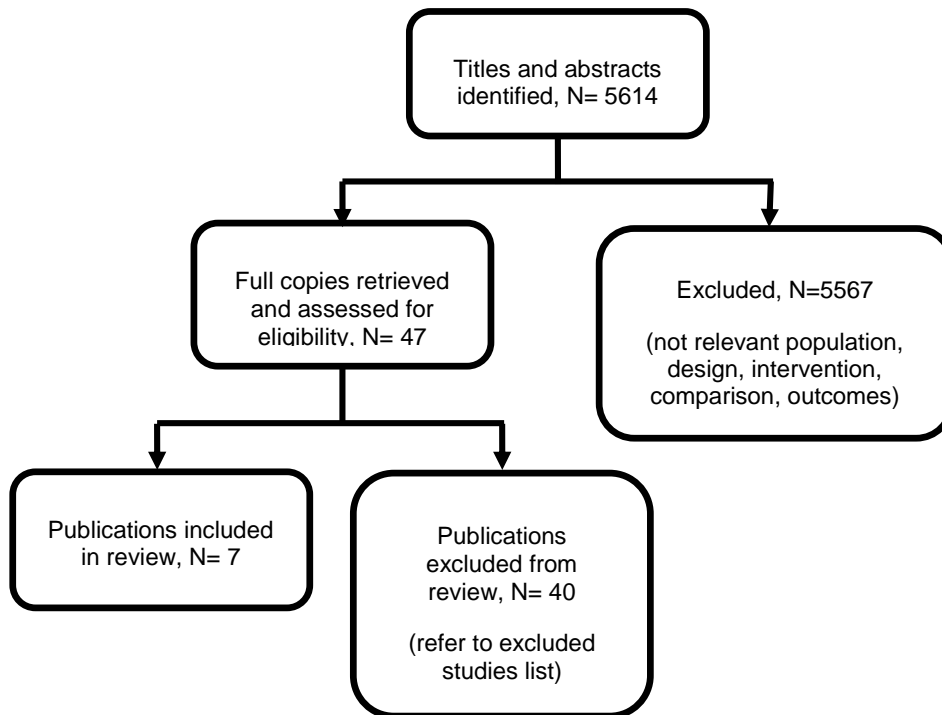 Titles and abstracts
identified, N= 5614
Full copies retrieved
and assessed for
eligibility, N= 47
Excluded, N=5567
(not relevant population,
design, intervention,
comparison, outcomes)
Publications included
in review, N= 7
Publications
excluded from
review, N= 40
(refer to excluded
studies list)